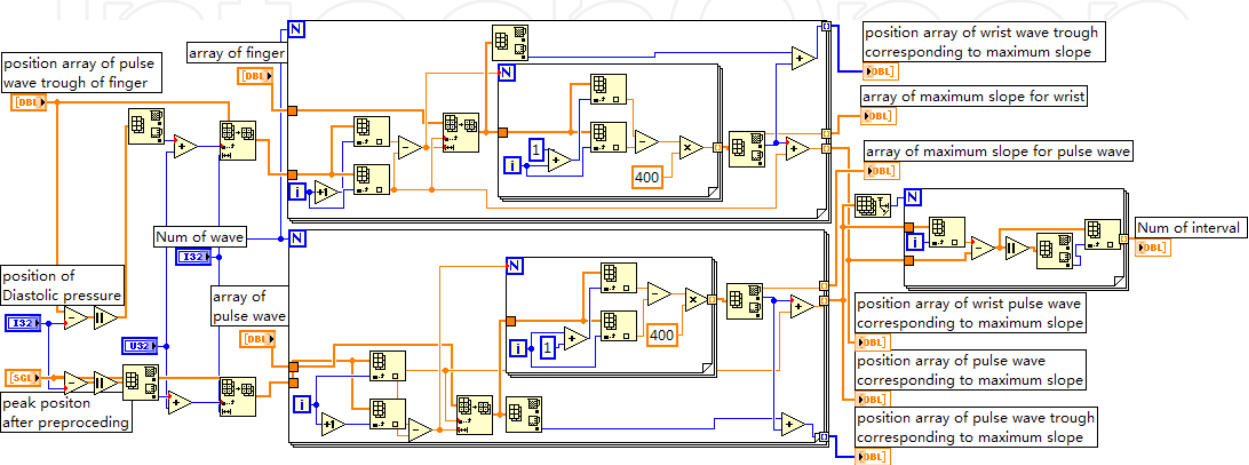 position array of pulse
wave trough of finger
[DBL]
array of finger
[DBL]
N
N
i
+1
i
1
400
position array of wrist wave trough
corresponding to maximum slope
DBL]
array of maximum slope for wrist
DBL]
array of maximum slope for pulse wave
DBL]
N
i
Num of interval
DBL]
Num of wave
I32
position of
Diastolic pressure
I32
U32
[SGL
peak positon
after preproceding
array of
pulse wave
[DBL
N
N
i
1
400
i
+1
position array of wrist pulse wave
corresponding to maximum slope
DBL]
position array of pulse wave
corresponding to maximum slope
DBL]
position array of pulse wave trough
corresponding to maximum slope
DBL]